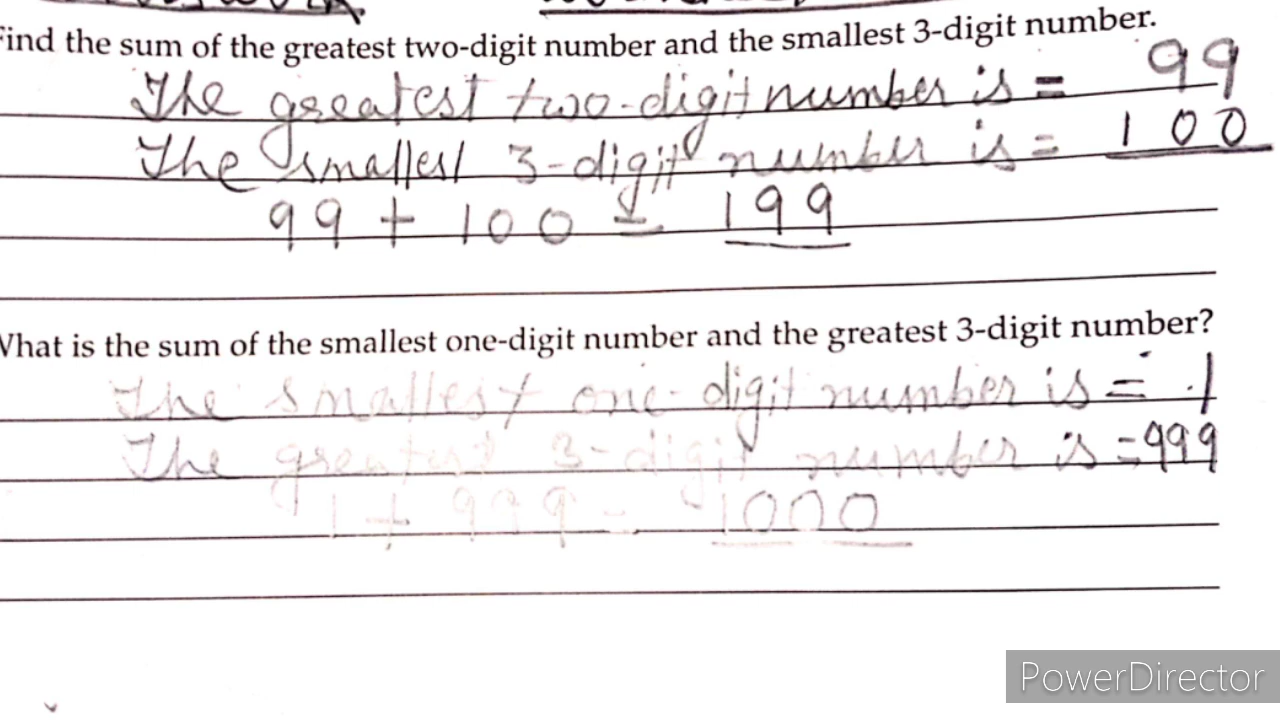 Find the sum of the greatest two-digit number and the smallest 3-digit number.
The greatest two-digit number is = 99
The smallest 3-digit number is = 100
99 + 100 = 199
What is the sum of the smallest one-digit number and the greatest 3-digit number?
The smallest one-digit number is = 1
The greatest 3-digit number is = 999
1 + 999 = 1000
PowerDirector